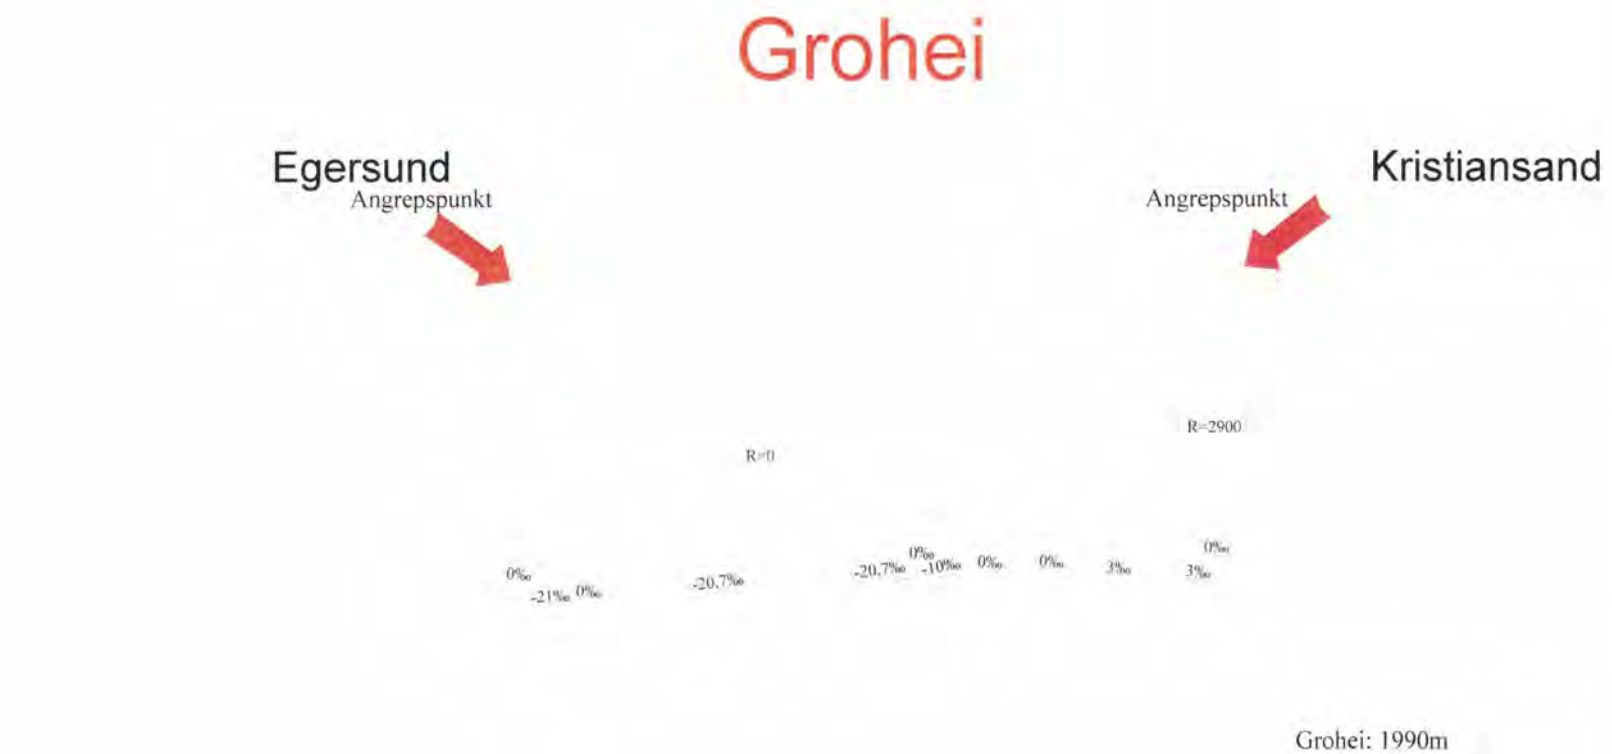 Grohei
Egersund
Kristiansand
Angrepspunkt
Angrepspunkt
R=2900
R=0
0‰
-21‰ 0‰
-20.7‰
-20.7‰
0‰
-10‰
0‰
0‰
3‰
0‰
3‰
Grohei: 1990m